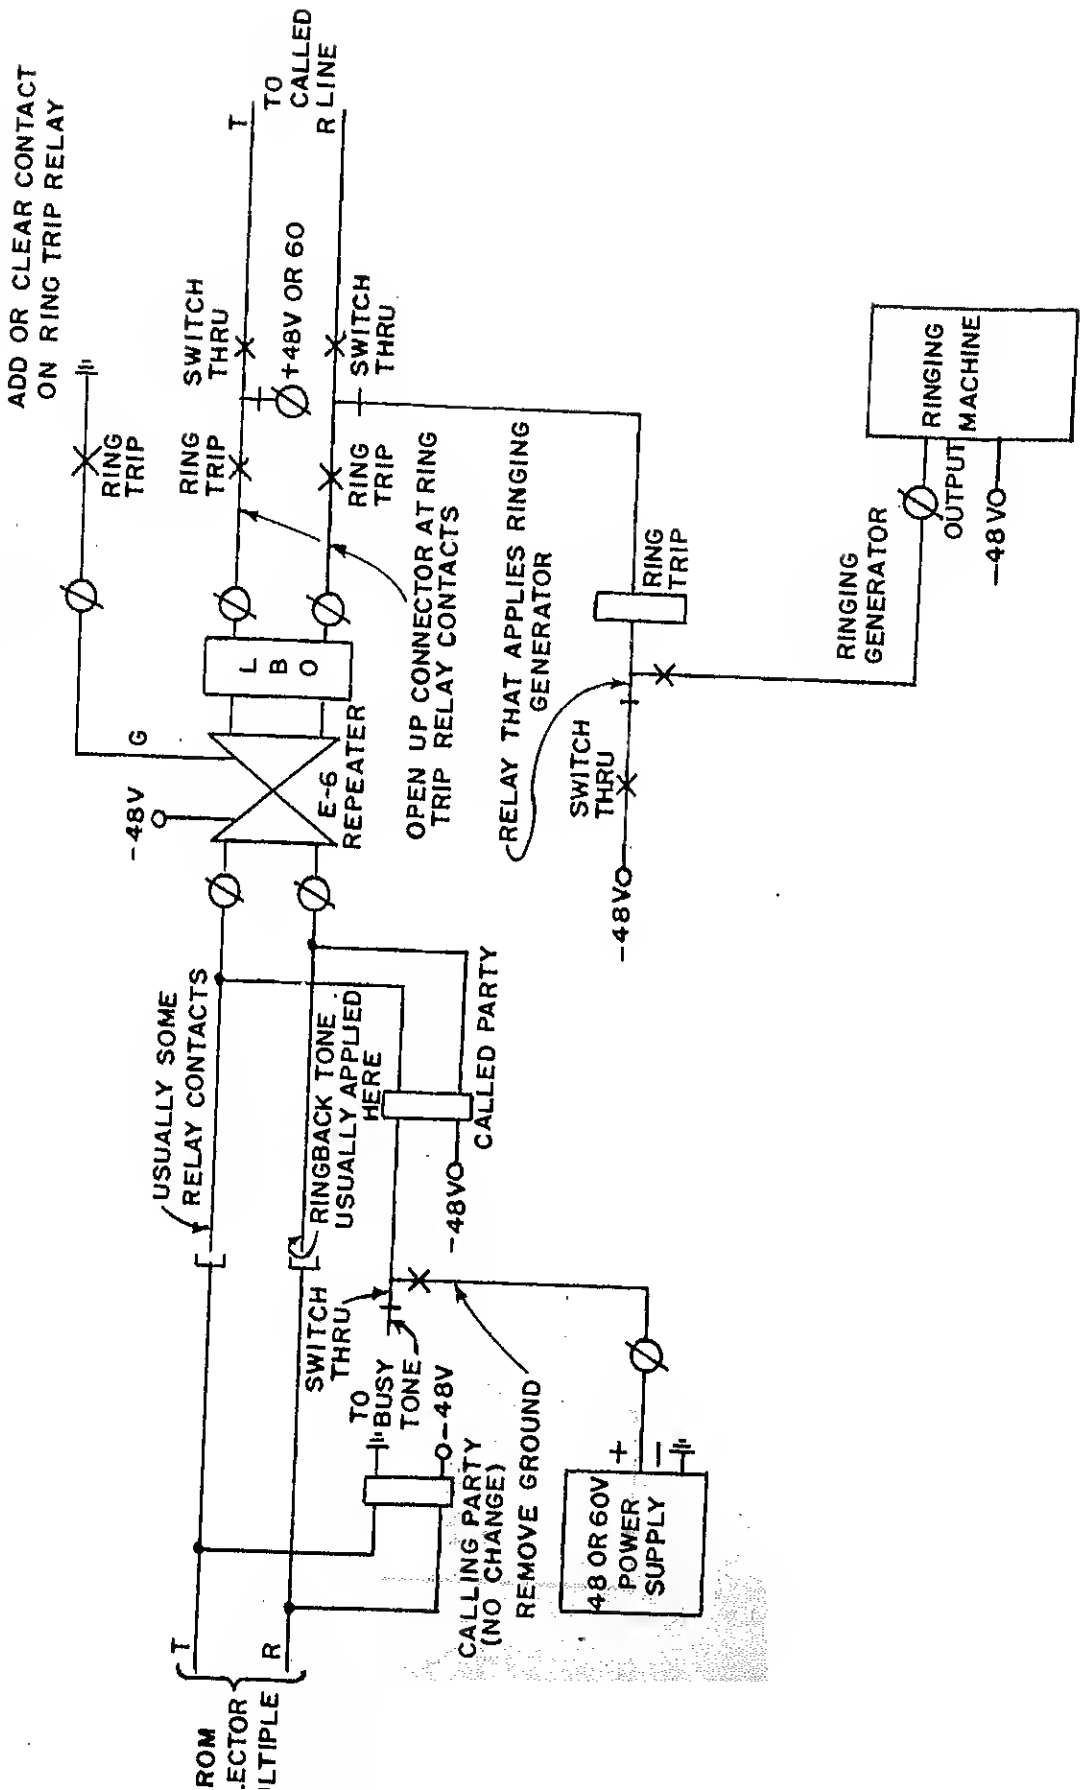 ADD OR CLEAR CONTACT
ON RING TRIP RELAY
RING
TRIP
G
-48V
T
R
TO
CALLED
LINE
SWITCH
THRU
RING
TRIP
+48V OR 60
SWITCH
THRU
RING
TRIP
L
B
O
E-6
REPEATER
OPEN UP CONNECTOR AT RING
TRIP RELAY CONTACTS
USUALLY SOME
RELAY CONTACTS
RINGBACK TONE
USUALLY APPLIED
HERE
CALLED PARTY
-48V
SWITCH
THRU
TO
BUSY
TONE
-48V
CALLING PARTY
(NO CHANGE)
REMOVE GROUND
T
R
ROM
LECTOR
ULTIPLE
+
-
48 OR 60V
POWER
SUPPLY
RELAY THAT APPLIES RINGING
GENERATOR
SWITCH
THRU
-48V
RING
TRIP
RINGING
GENERATOR
OUTPUT
-48V
RINGING
MACHINE